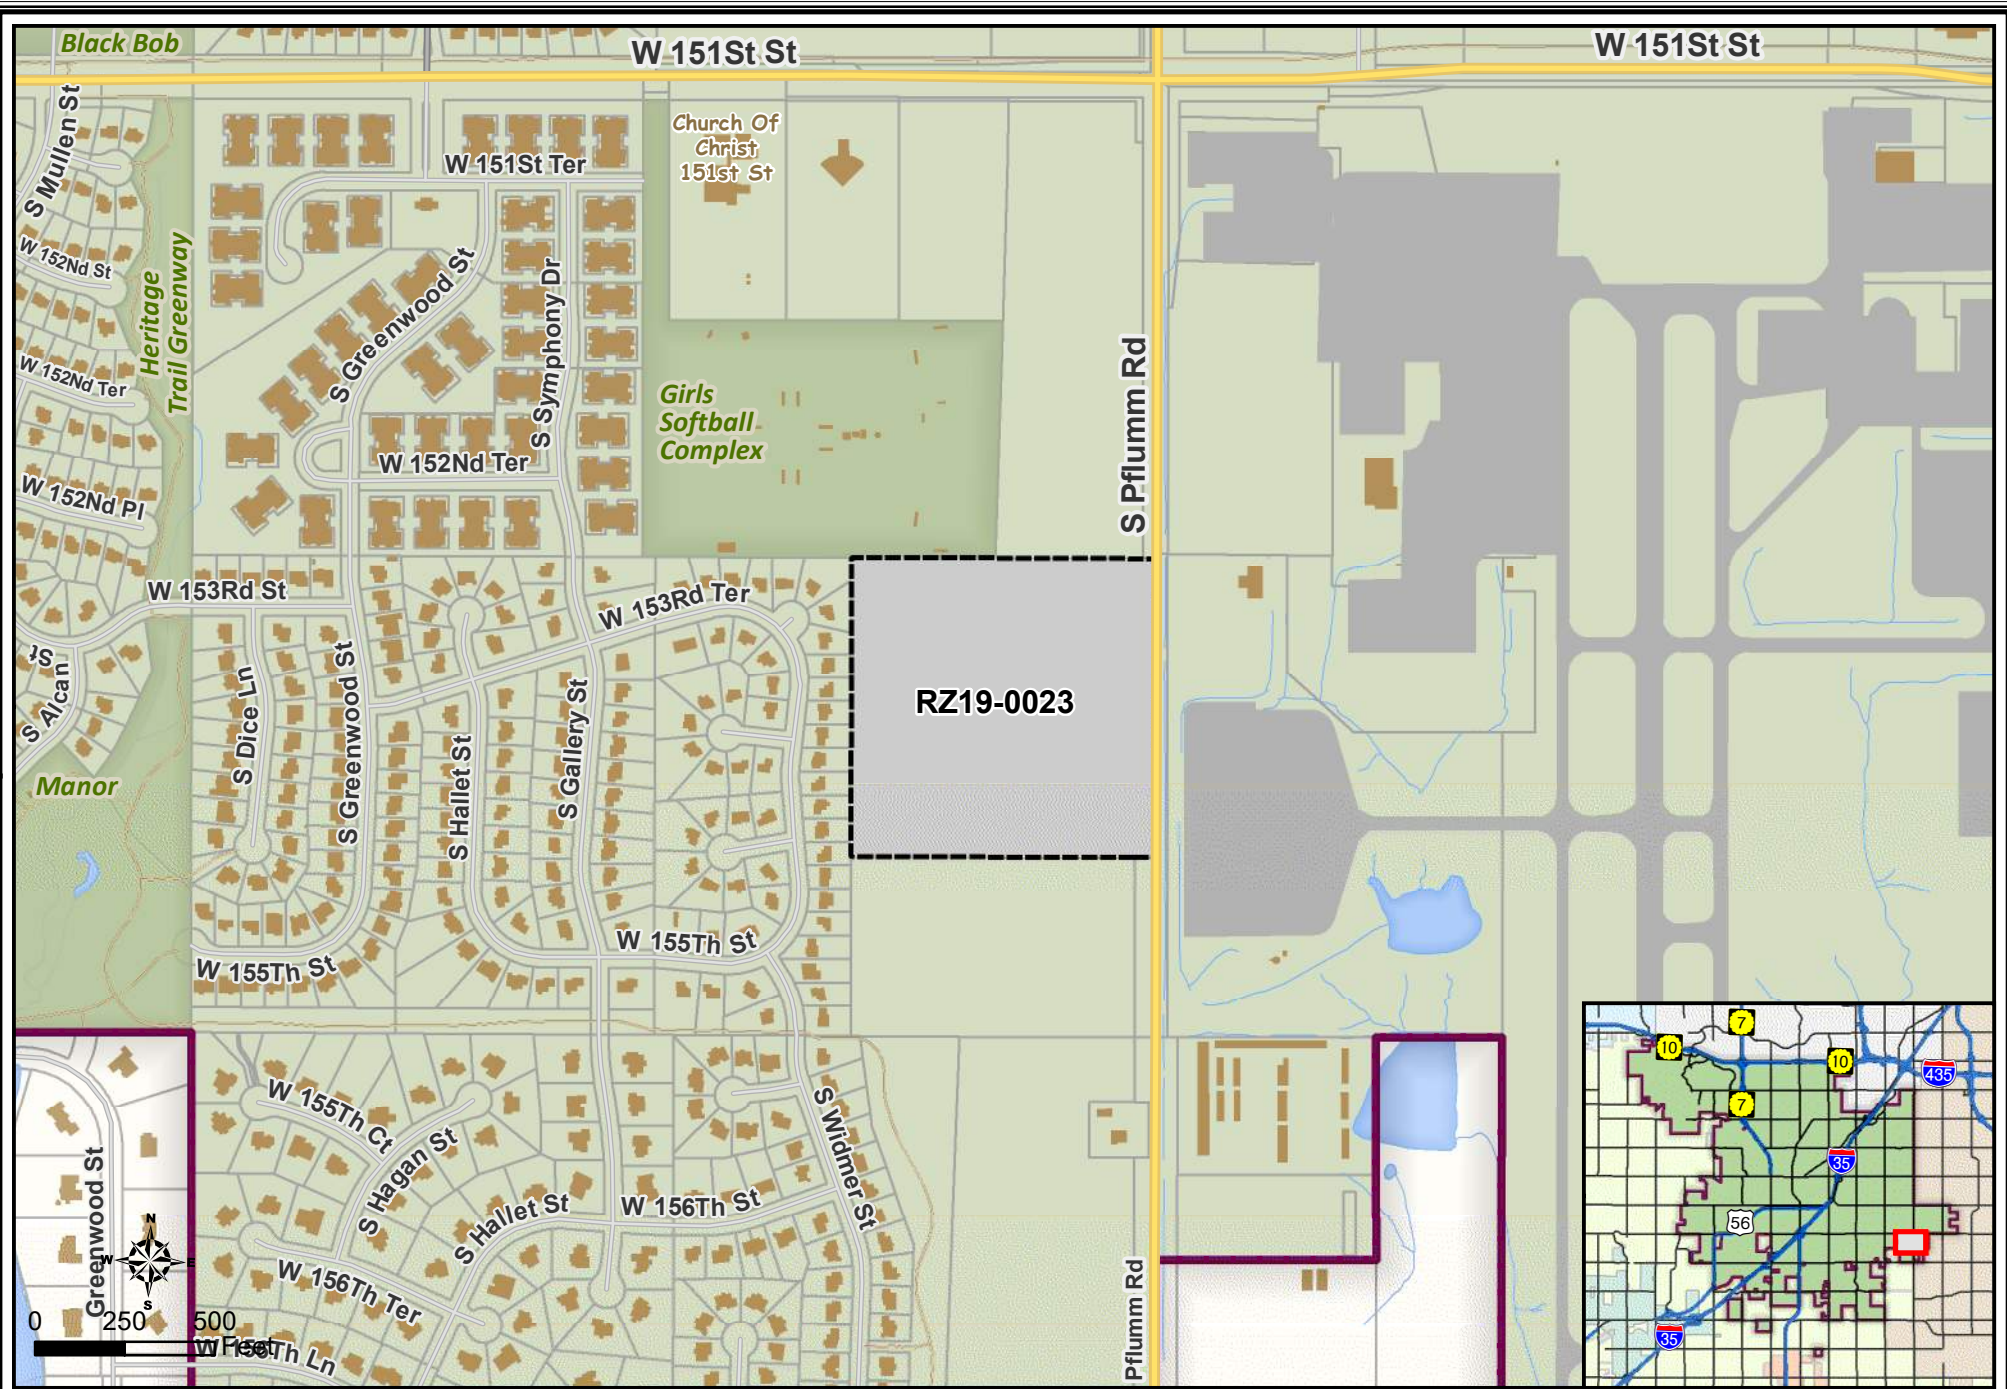 Black Bob
W 151St St
W 151St St
S Mullen St
Church Of
Christ
151st St
W 151St Ter
W 152Nd St
Heritage
Trail Greenway
S Greenwood St
S Symphony Dr
W 152Nd Ter
Girls
Softball
Complex
S Pflumm Rd
W 152Nd Ter
W 152Nd Pl
W 153Rd St
W 153Rd Ter
S Alcan
St
S Dice Ln
S Greenwood St
S Hallet St
S Gallery St
RZ19-0023
Manor
W 155Th St
W 155Th St
W 155Th Ct
S Hagan St
S Hallet St
W 156Th St
S Widmer St
W 156Th Ter
Greenwood St
Pflumm Rd
N
W
E
S
0 250 500
Feet
W 156Th Ln
7
10
10
435
7
35
56
35